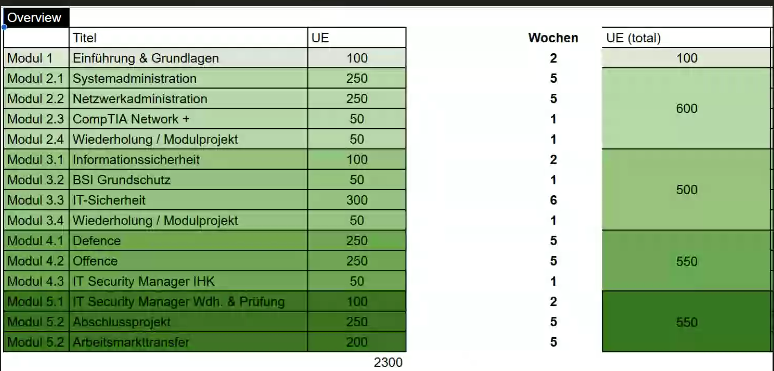 Overview
Titel UE Wochen UE (total)
Modul 1 Einführung & Grundlagen 100 2 100
Modul 2.1 Systemadministration 250 5
Modul 2.2 Netzwerkadministration 250 5
600
Modul 2.3 CompTIA Network + 50 1
Modul 2.4 Wiederholung / Modulprojekt 50 1
Modul 3.1 Informationssicherheit 100 2
Modul 3.2 BSI Grundschutz 50 1
500
Modul 3.3 IT-Sicherheit 300 6
Modul 3.4 Wiederholung / Modulprojekt 50 1
Modul 4.1 Defence 250 5
Modul 4.2 Offence 250 5 550
Modul 4.3 IT Security Manager IHK 50 1
Modul 5.1 IT Security Manager Wdh. & Prüfung 100 2
Modul 5.2 Abschlussprojekt 250 5 550
Modul 5.2 Arbeitsmarkttransfer 200 5
2300